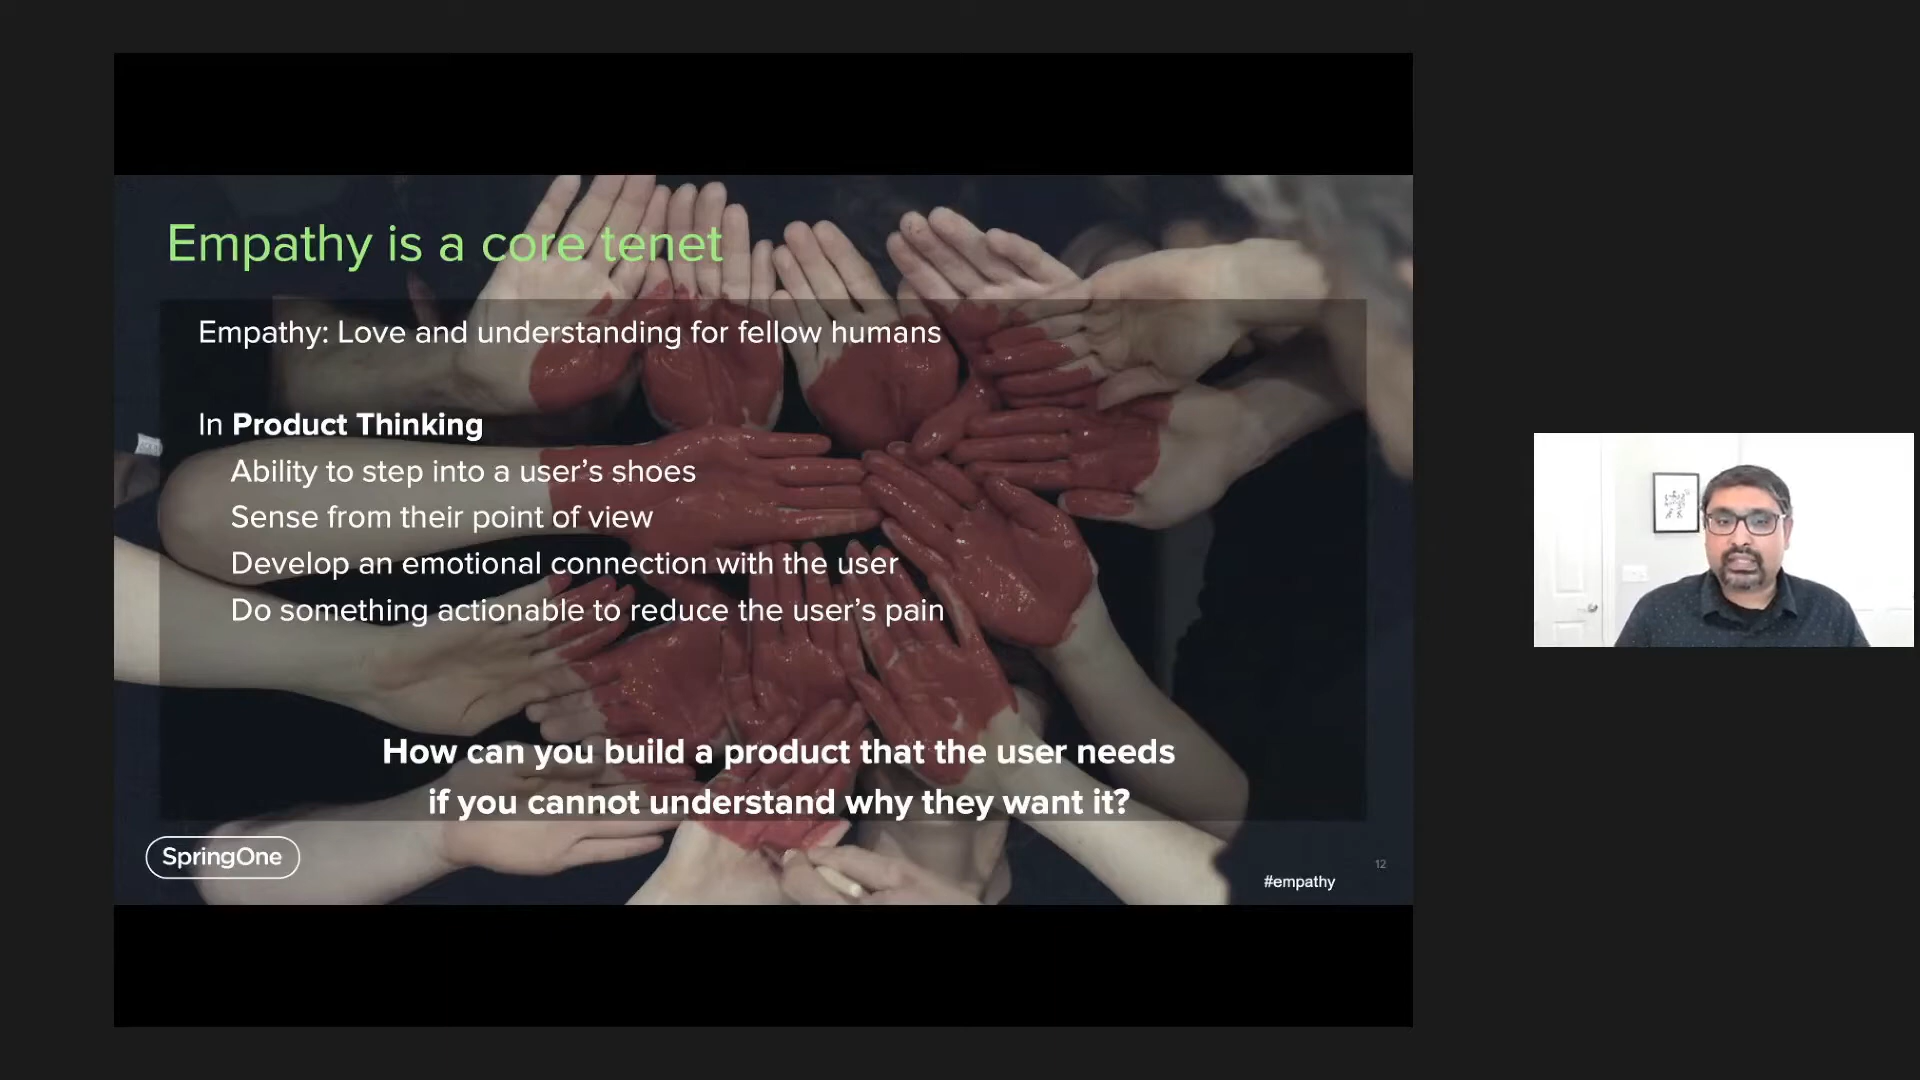 Empathy is a core tenet
Empathy: Love and understanding for fellow humans
In Product Thinking
Ability to step into a user’s shoes
Sense from their point of view
Develop an emotional connection with the user
Do something actionable to reduce the user’s pain
How can you build a product that the user needs
if you cannot understand why they want it?
SpringOne
12
#empathy